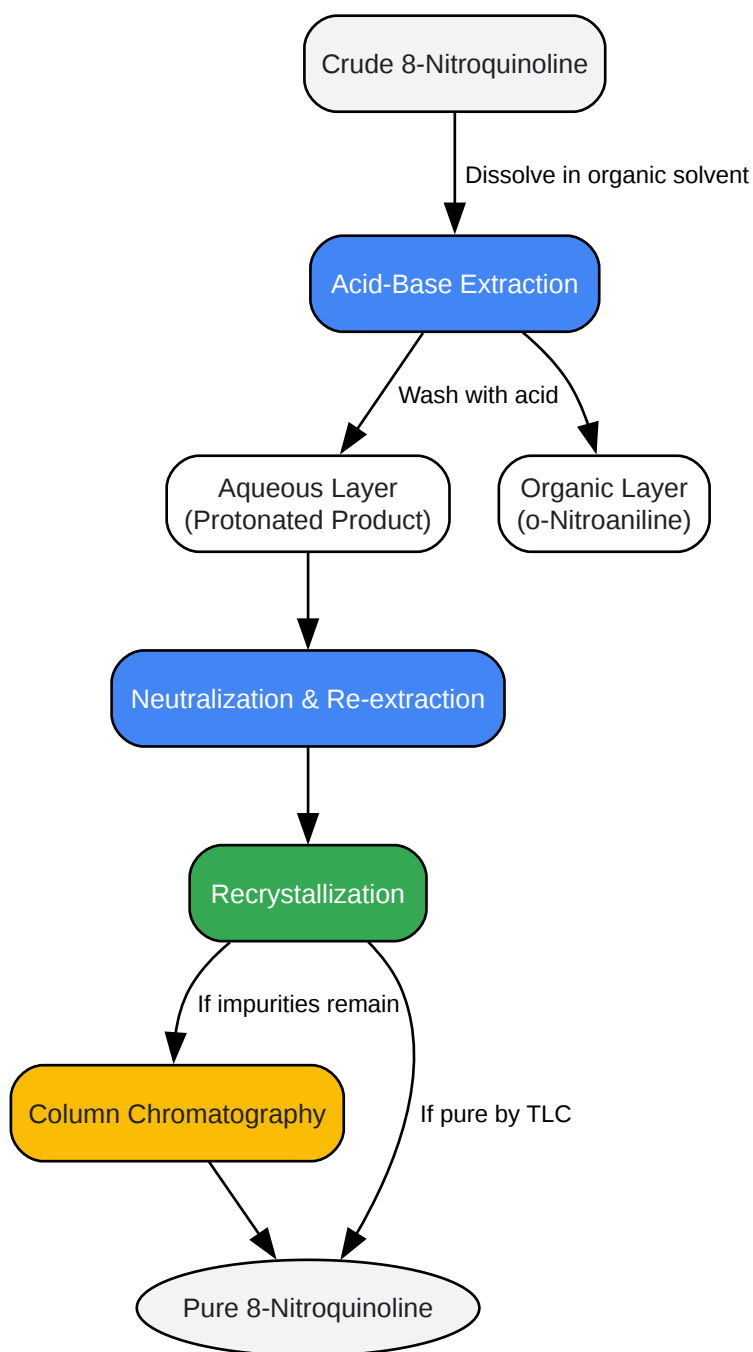 Crude 8-Nitroquinoline
Dissolve in organic solvent
Acid-Base Extraction
Wash with acid
Aqueous Layer
(Protonated Product)
Organic Layer
(o-Nitroaniline)
Neutralization & Re-extraction
Recrystallization
If impurities remain
Column Chromatography
If pure by TLC
Pure 8-Nitroquinoline